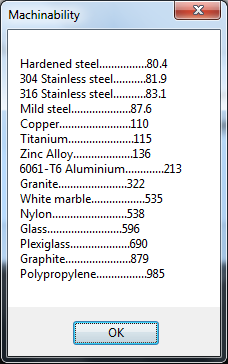 Machinability
Hardened steel................80.4
304 Stainless steel...........81.9
316 Stainless steel...........83.1
Mild steel....................87.6
Copper........................110
Titanium.......................115
Zinc Alloy...................136
6061-T6 Aluminium.............213
Granite.......................322
White marble..................535
Nylon.........................538
Glass.........................596
Plexiglass....................690
Graphite......................879
Polypropylene.................985
OK